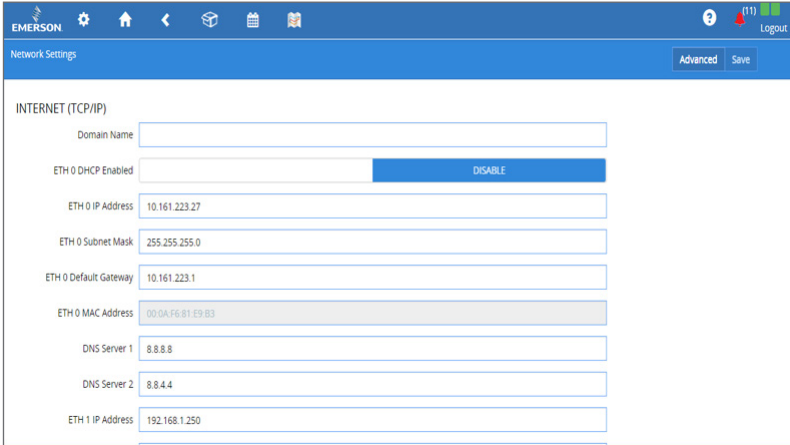 (11)
EMERSON.
?
Logout
Network Settings
Advanced Save
INTERNET (TCP/IP)
Domain Name
ETH 0 DHCP Enabled DISABLE
ETH 0 IP Address 10.161.223.27
ETH 0 Subnet Mask 255.255.255.0
ETH 0 Default Gateway 10.161.223.1
ETH 0 MAC Address 00:0A:F6:81:E9:B3
DNS Server 1 8.8.8.8
DNS Server 2 8.8.4.4
ETH 1 IP Address 192.168.1.250